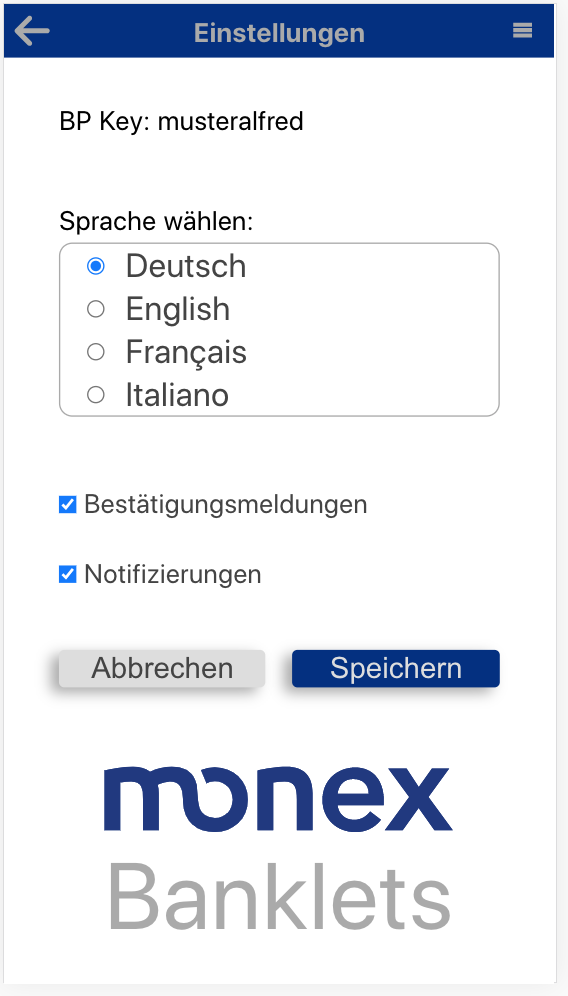 Einstellungen
BP Key: musteralfred
Sprache wählen:
Deutsch
English
Français
Italiano
Bestätigungsmeldungen
Notifizierungen
Abbrechen Speichern
monex
Banklets